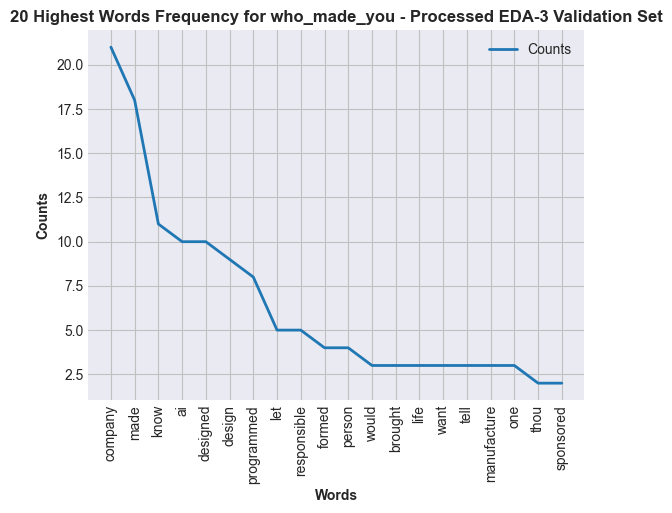 20 Highest Words Frequency for who_made_you - Processed EDA-3 Validation Set
Counts
20.0
17.5
15.0
12.5
10.0
7.5
5.0
2.5
Counts
company
made
know
ai
designed
design
programmed
let
responsible
formed
person
would
brought
life
want
tell
manufacture
one
thou
sponsored
Words